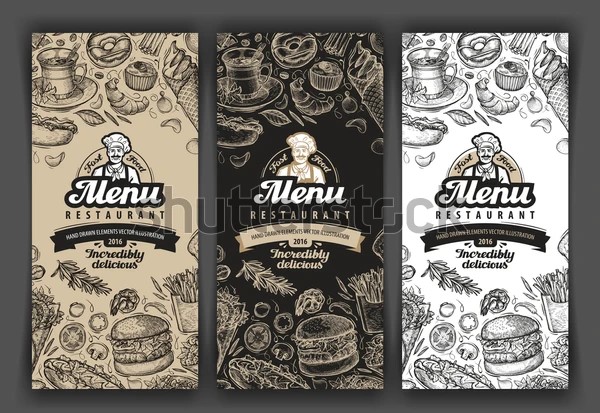 Fast Food
Menu
RESTAURANT
HAND DRAWN ELEMENTS VECTOR ILLUSTRATION
2016
Incredibly
delicious
Fast Food
Menu
RESTAURANT
HAND DRAWN ELEMENTS VECTOR ILLUSTRATION
2016
Incredibly
delicious
Fast Food
Menu
RESTAURANT
HAND DRAWN ELEMENTS VECTOR ILLUSTRATION
2016
Incredibly
delicious